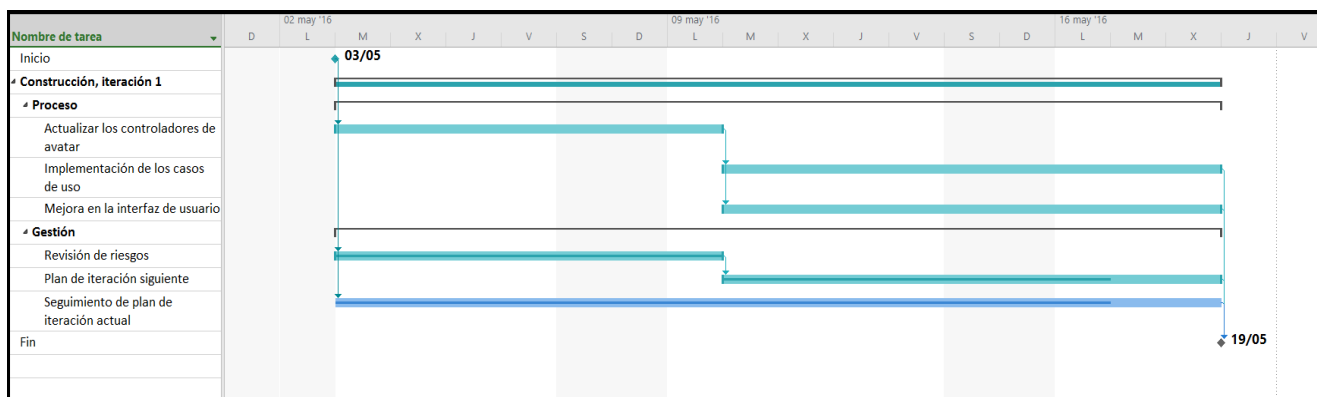 02 may '16 09 may '16 16 may '16
Nombre de tarea D L M X J V S D L M X J V S D L M X J V
Inicio 03/05
Construcción, iteración 1
Proceso
Actualizar los controladores de
avatar
Implementación de los casos
de uso
Mejora en la interfaz de usuario
Gestión
Revisión de riesgos
Plan de iteración siguiente
Seguimiento de plan de
iteración actual
Fin 19/05